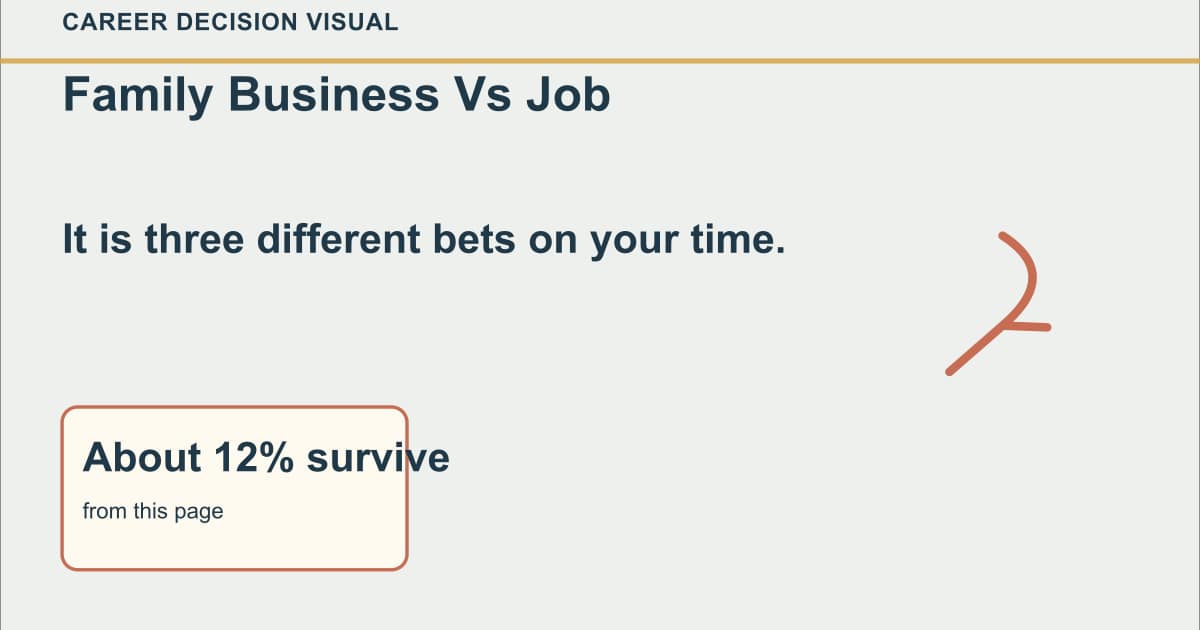 CAREER DECISION VISUAL
Family Business Vs Job
It is three different bets on your time.
About 12% survive
from this page